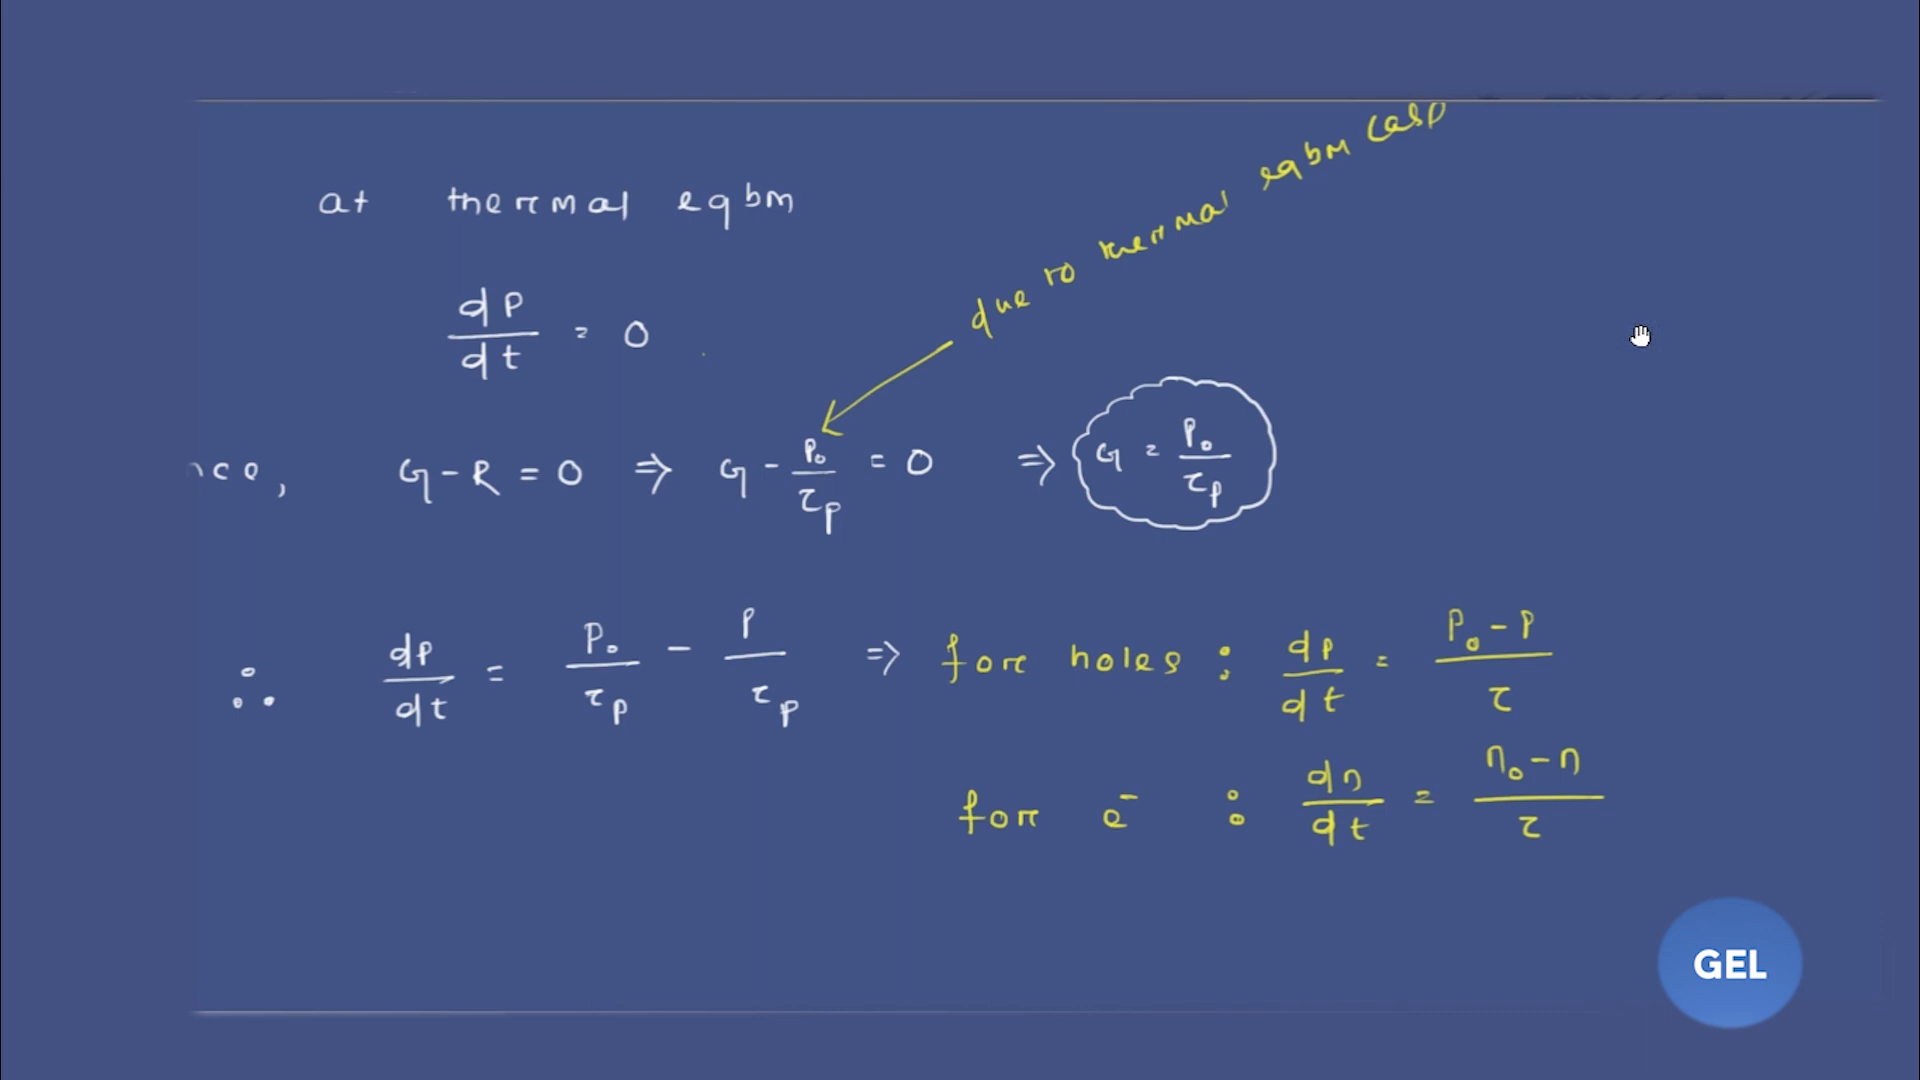 due to thermal eqbm case
at thermal eqbm
dp/dt = 0
G - R = 0 ⇒ G - P₀/τp = 0 ⇒ G = P₀/τp
∴ dp/dt = P₀/τp - P/τp ⇒ for holes : dp/dt = P₀ - P/τ
for e⁻ : dn/dt = n₀ - n/τ
GEL